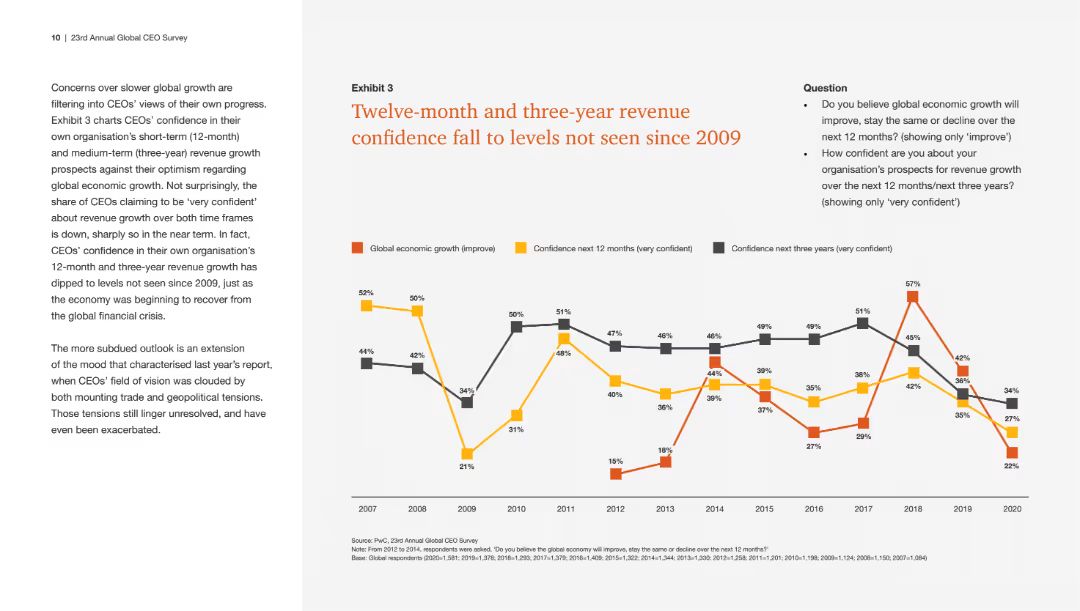 10 | 23rd Annual Global CEO Survey
Concerns over slower global growth are
filtering into CEOs' views of their own progress.
Exhibit 3 charts CEOs' confidence in their
own organisation's short-term (12-month)
and medium-term (three-year) revenue growth
prospects against their optimism regarding
global economic growth. Not surprisingly, the
share of CEOs claiming to be 'very confident'
about revenue growth over both time frames
is down, sharply so in the near term. In fact,
CEOs' confidence in their own organisation's
12-month and three-year revenue growth has
dipped to levels not seen since 2009, just as
the economy was beginning to recover from
the global financial crisis.
The more subdued outlook is an extension
of the mood that characterised last year's report,
when CEOs' field of vision was clouded by
both mounting trade and geopolitical tensions.
Those tensions still linger unresolved, and have
even been exacerbated.
Exhibit 3
Twelve-month and three-year revenue
confidence fall to levels not seen since 2009
Question
• Do you believe global economic growth will
improve, stay the same or decline over the
next 12 months? (showing only 'improve')
• How confident are you about your
organisation's prospects for revenue growth
over the next 12 months/next three years?
(showing only 'very confident')
Global economic growth (improve) Confidence next 12 months (very confident) Confidence next three years (very confident)
52% 50% 21% 31% 48% 40% 36% 39% 39% 35% 38% 42% 35% 27%
44% 42% 34% 50% 51% 47% 46% 46% 49% 49% 51% 45% 36% 34%
15% 18% 44% 37% 27% 29% 57% 42% 22%
2007 2008 2009 2010 2011 2012 2013 2014 2015 2016 2017 2018 2019 2020
Source: PwC, 23rd Annual Global CEO Survey
Note: From 2012 to 2014, respondents were asked, 'Do you believe the global economy will improve, stay the same or decline over the next 12 months?'
Base: Global respondents (2020=1,581; 2019=1,378; 2018=1,293; 2017=1,379; 2016=1,409; 2015=1,322; 2014=1,344; 2013=1,330; 2012=1,258; 2011=1,201; 2010=1,198; 2009=1,124; 2008=1,150; 2007=1,084)